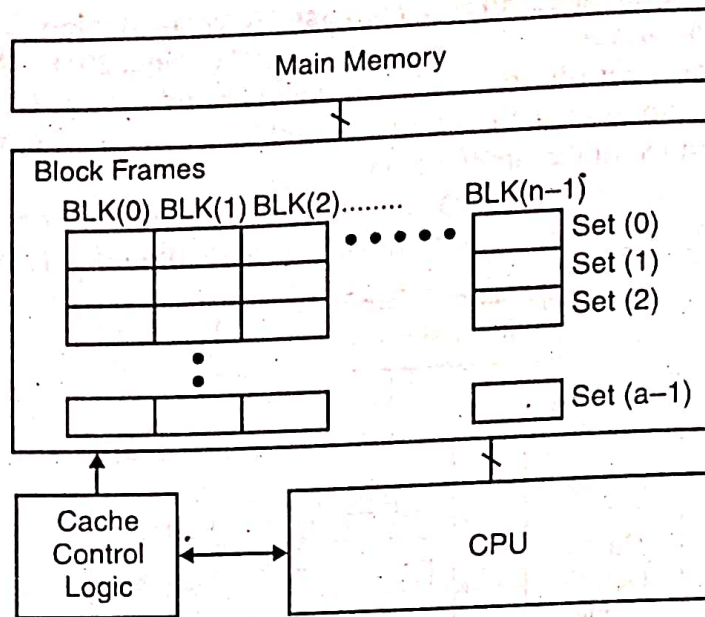 Main Memory
Block Frames
BLK(0) BLK(1) BLK(2)........ BLK(n–1)
Set (0)
Set (1)
Set (2)
Set (a–1)
Cache
Control
Logic
CPU